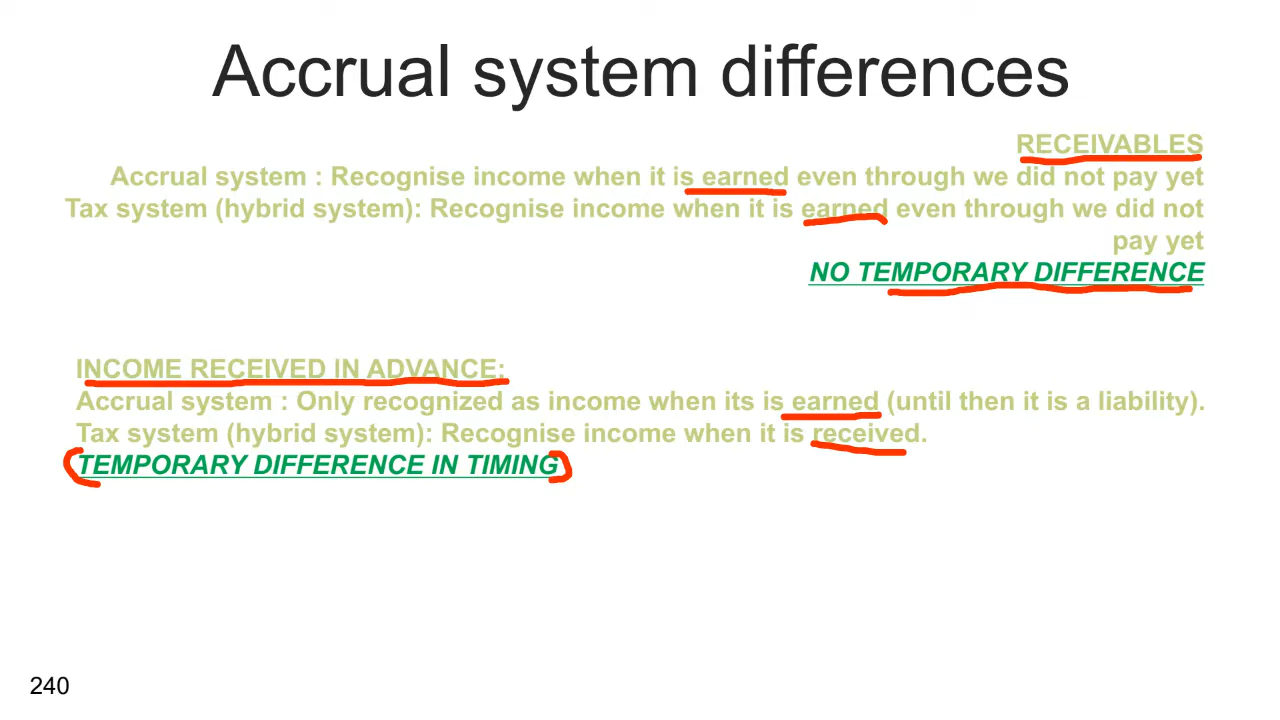 Accrual system differences
RECEIVABLES
Accrual system : Recognise income when it is earned even through we did not pay yet
Tax system (hybrid system): Recognise income when it is earned even through we did not
pay yet
NO TEMPORARY DIFFERENCE
INCOME RECEIVED IN ADVANCE:
Accrual system : Only recognized as income when its is earned (until then it is a liability).
Tax system (hybrid system): Recognise income when it is received.
TEMPORARY DIFFERENCE IN TIMING
240